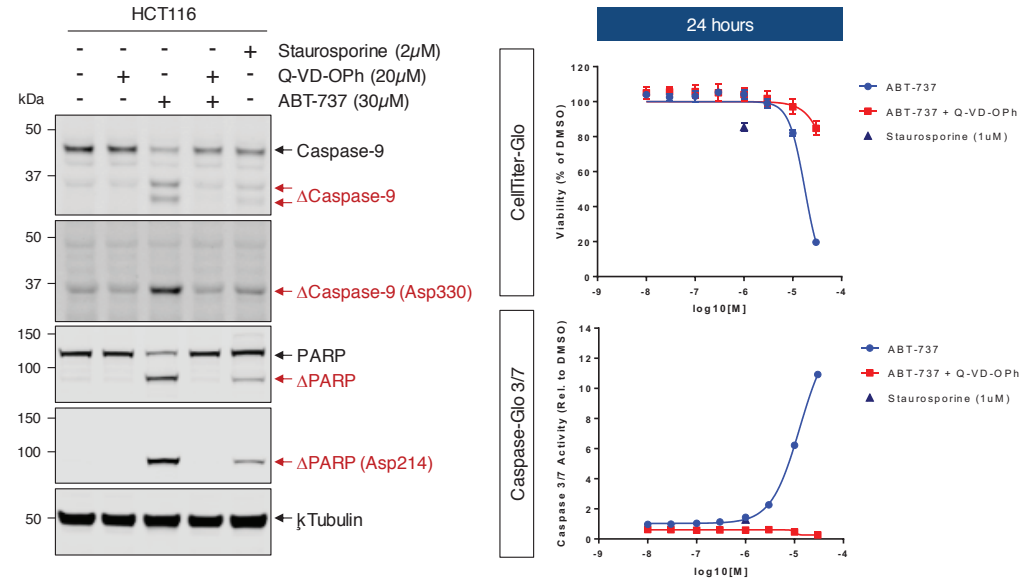 HCT116
- - - - + Staurosporine (2µM)
- + - + - Q-VD-OPh (20µM)
- - + + - ABT-737 (30µM)
kDa
50
37
Caspase-9
ΔCaspase-9
50
37
ΔCaspase-9 (Asp330)
150
100
PARP
ΔPARP
150
100
ΔPARP (Asp214)
50
ķTubulin
24 hours
CellTiter-Glo
Viability (% of DMSO)
120
100
80
60
40
20
0
-9 -8 -7 -6 -5 -4
log10[M]
ABT-737
ABT-737 + Q-VD-OPh
Staurosporine (1uM)
Caspase-Glo 3/7
Caspase 3/7 Activity (Rel. to DMSO)
14
12
10
8
6
4
2
0
-9 -8 -7 -6 -5 -4
log10[M]
ABT-737
ABT-737 + Q-VD-OPh
Staurosporine (1uM)